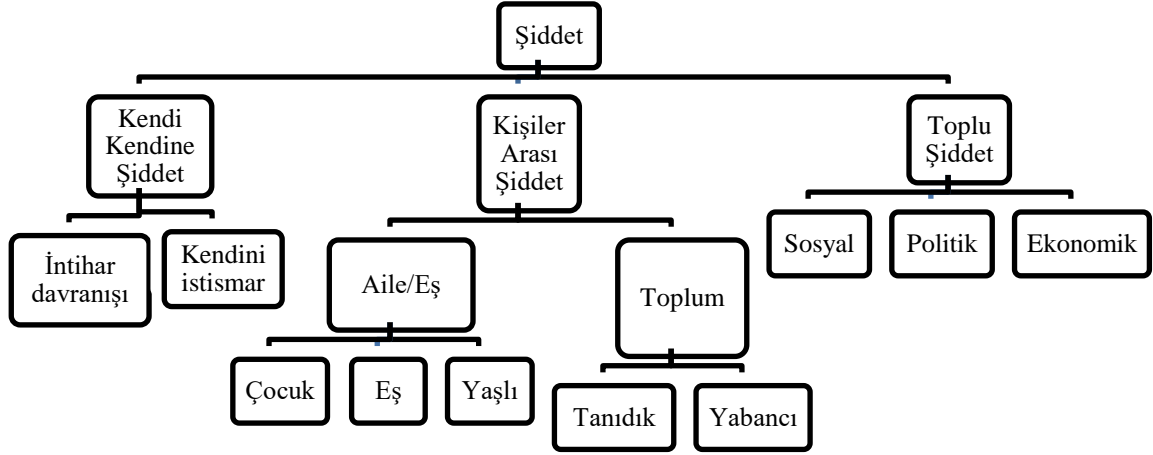 Şiddet
Kendi
Kendine
Şiddet
Kişiler
Arası
Şiddet
Toplu
Şiddet
İntihar
davranışı
Kendini
istismar
Aile/Eş
Toplum
Sosyal
Politik
Ekonomik
Çocuk
Eş
Yaşlı
Tanıdık
Yabancı